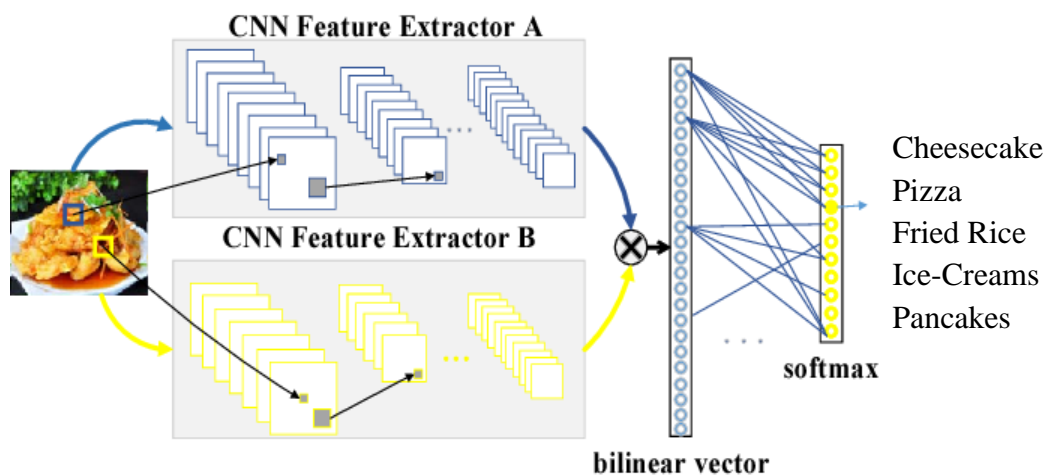 CNN Feature Extractor A
CNN Feature Extractor B
bilinear vector
softmax
Cheesecake
Pizza
Fried Rice
Ice-Creams
Pancakes